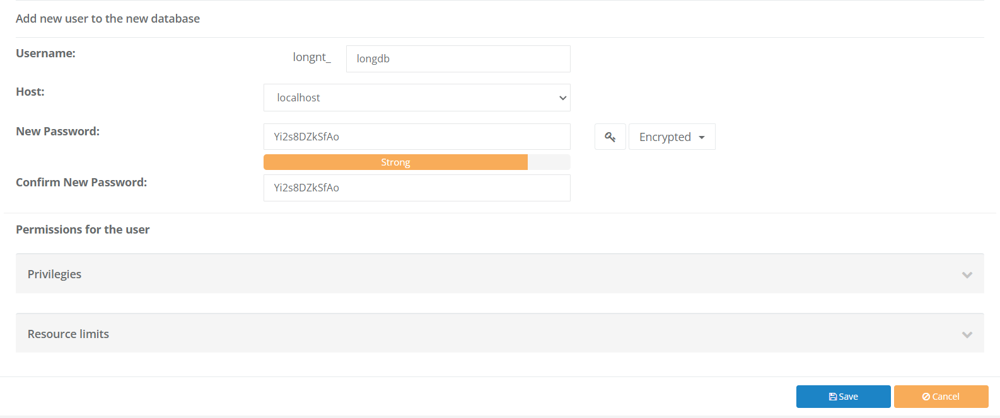 Add new user to the new database
Username:
longnt_ longdb
Host:
localhost
New Password:
Yi2s8DZkSfAo
Encrypted
Strong
Confirm New Password:
Yi2s8DZkSfAo
Permissions for the user
Privilegies
Resource limits
Save Cancel